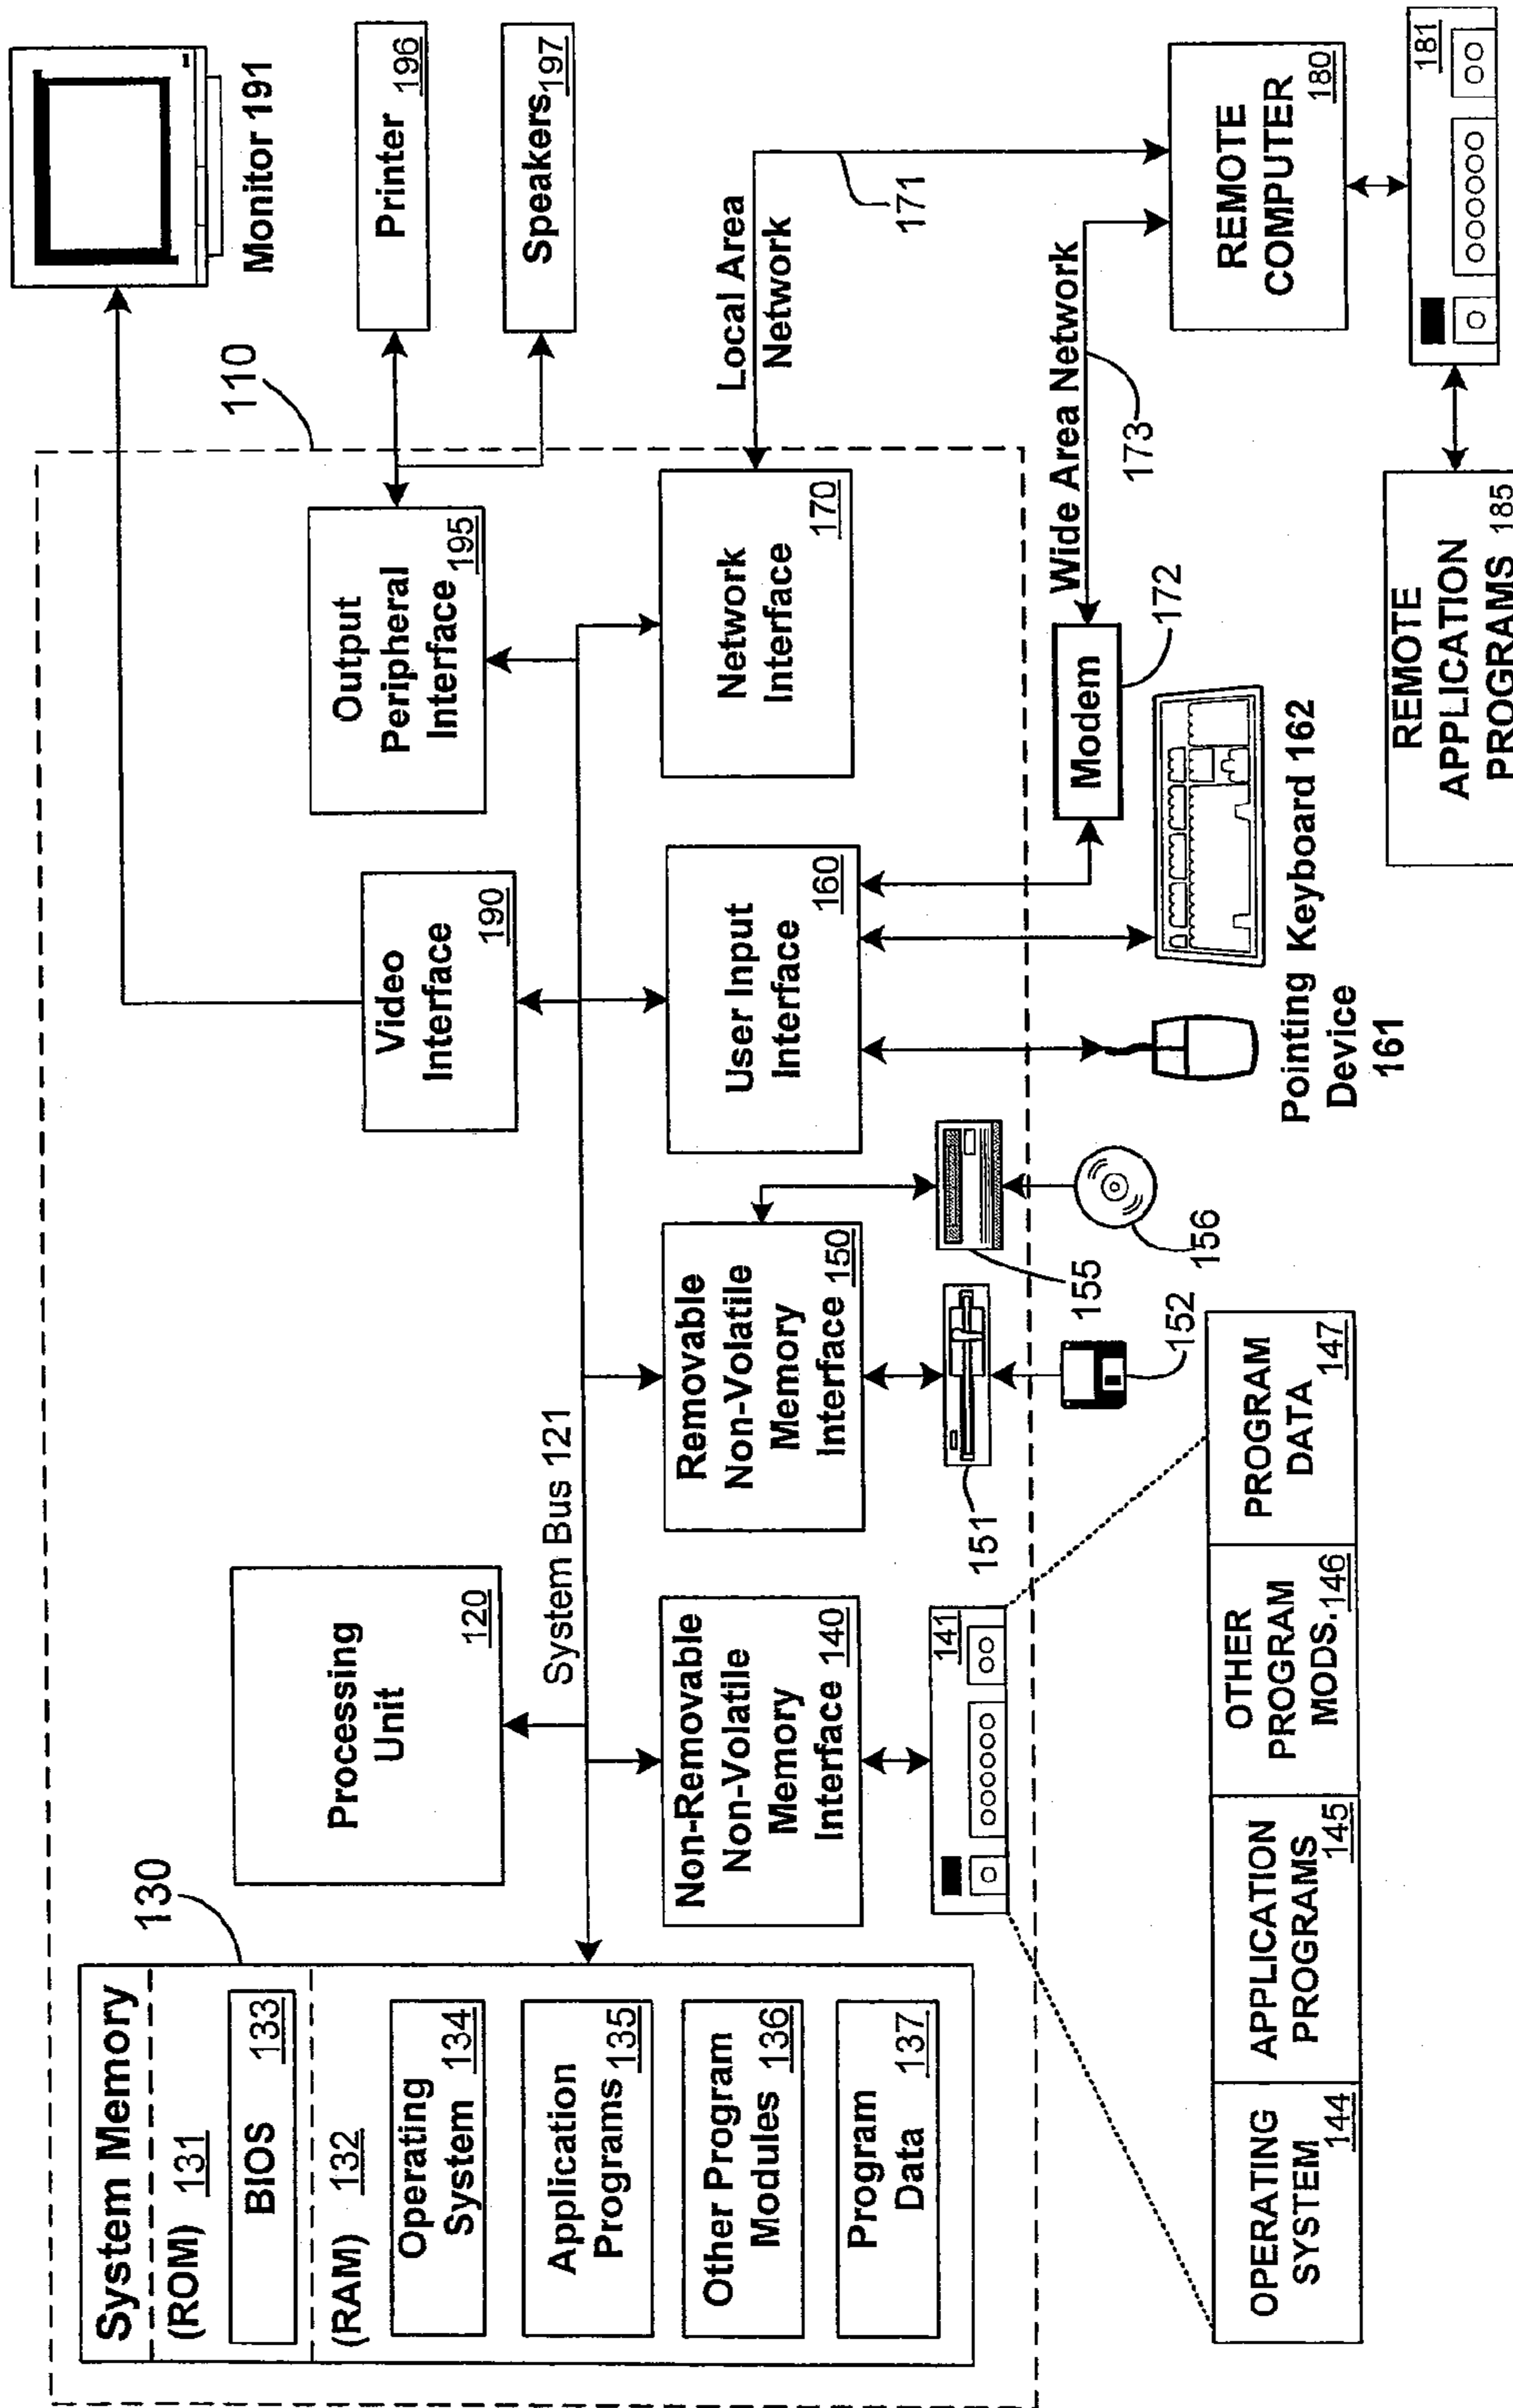 System Memory
(ROM) 131
BIOS 133
(RAM) 132
Operating
System 134
Application
Programs 135
Other Program
Modules 136
Program
Data 137
130
Processing
Unit
120
System Bus 121
Non-Removable
Non-Volatile
Memory
Interface 140
141
Removable
Non-Volatile
Memory
Interface 150
151
152
155
156
Video
Interface
190
User Input
Interface
160
Output
Peripheral
Interface 195
Network
Interface
170
110
Monitor 191
Printer
196
Speakers 197
Local Area
Network
171
Wide Area Network
173
Modem
172
Pointing
Device
161
Keyboard 162
REMOTE
COMPUTER
180
181
REMOTE
APPLICATION
PROGRAMS 185
OPERATING
SYSTEM
144
APPLICATION
PROGRAMS
145
OTHER
PROGRAM
MODS. 146
PROGRAM
DATA
147